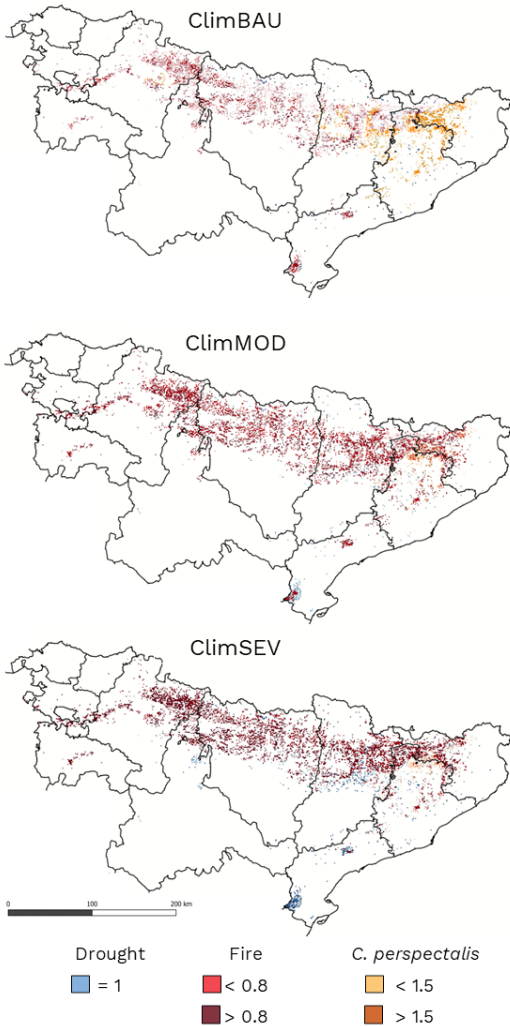 ClimBAU
ClimMOD
ClimSEV
0 100 200 km
Drought Fire C. perspectalis
= 1 < 0.8 < 1.5
> 0.8 > 1.5